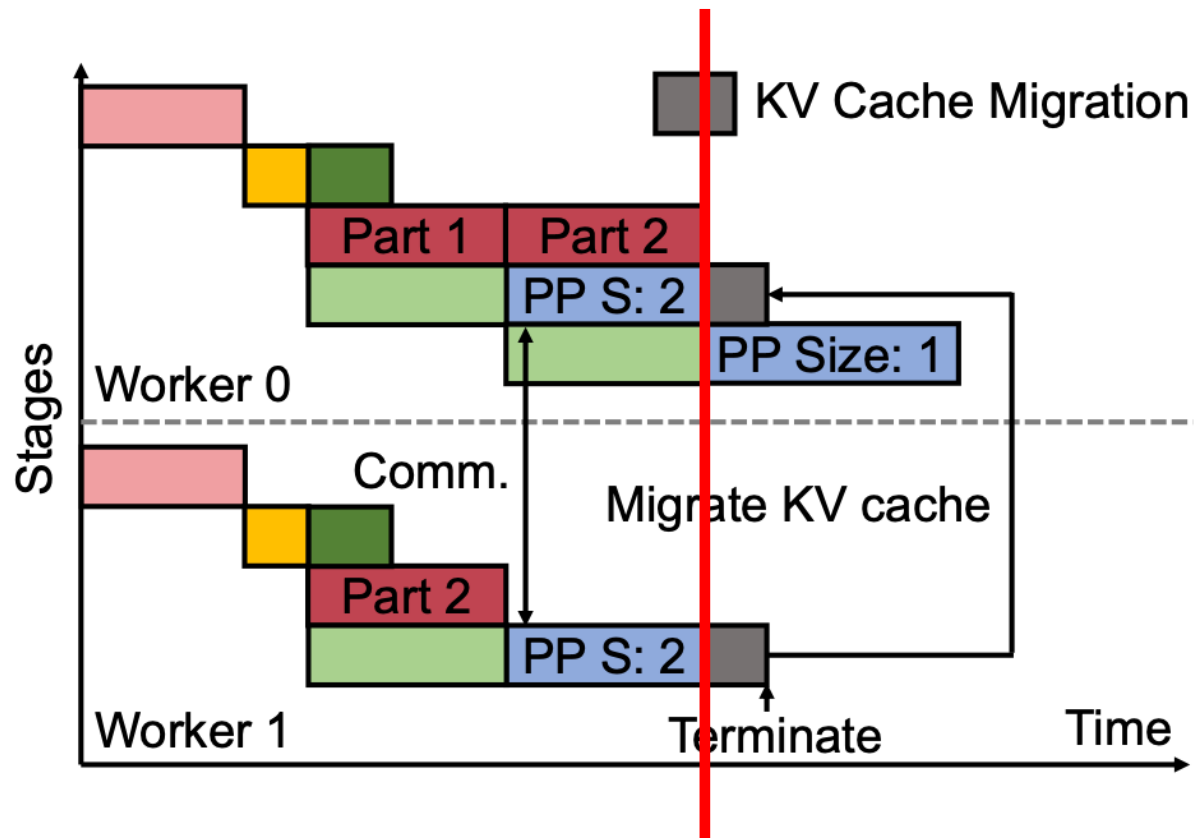 KV Cache Migration
Part 1
Part 2
PP S: 2
PP Size: 1
Worker 0
Stages
Comm.
Migrate KV cache
Part 2
PP S: 2
Worker 1
Terminate
Time